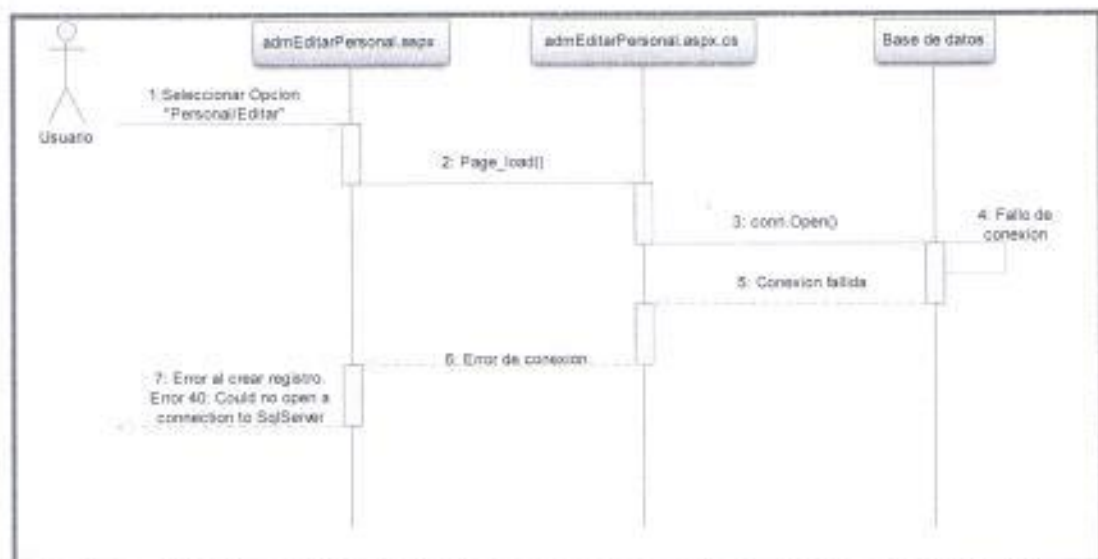 admEditarPersonal.aspx
admEditarPersonal.aspx.cs
Base de datos
Usuario
1:Seleccionar Opcion
"Personal/Editar"
2: Page_load()
3: conn.Open()
4: Fallo de
conexion
5: Conexion fallida
6: Error de conexion
7: Error al crear registro.
Error 40: Could no open a
connection to SqlServer